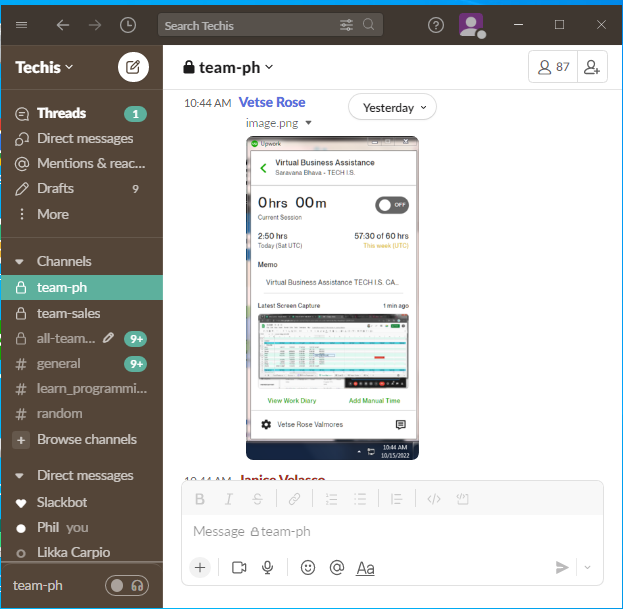 Search Techis
Techis
team-ph
87
Threads
1
Direct messages
Mentions & reac...
Drafts
9
More
Channels
team-ph
team-sales
all-team...
9+
general
9+
learn_programmi...
random
Browse channels
Direct messages
Slackbot
Phil you
Likka Carpio
team-ph
10:44 AM Vetse Rose
Yesterday
image.png
Upwork
Virtual Business Assistance
Saravana Bhava - TECH I.S.
0 hrs 00 m
OFF
Current Session
2:50 hrs
57:30 of 60 hrs
Today (Sat UTC)
This week (UTC)
Memo
Virtual Business Assistance TECH I.S. CA..
Latest Screen Capture
1 min ago
View Work Diary
Add Manual Time
Vetse Rose Valmores
10:44 AM
10/15/2022
10:44 AM Janice Velasco
Message team-ph
Aa